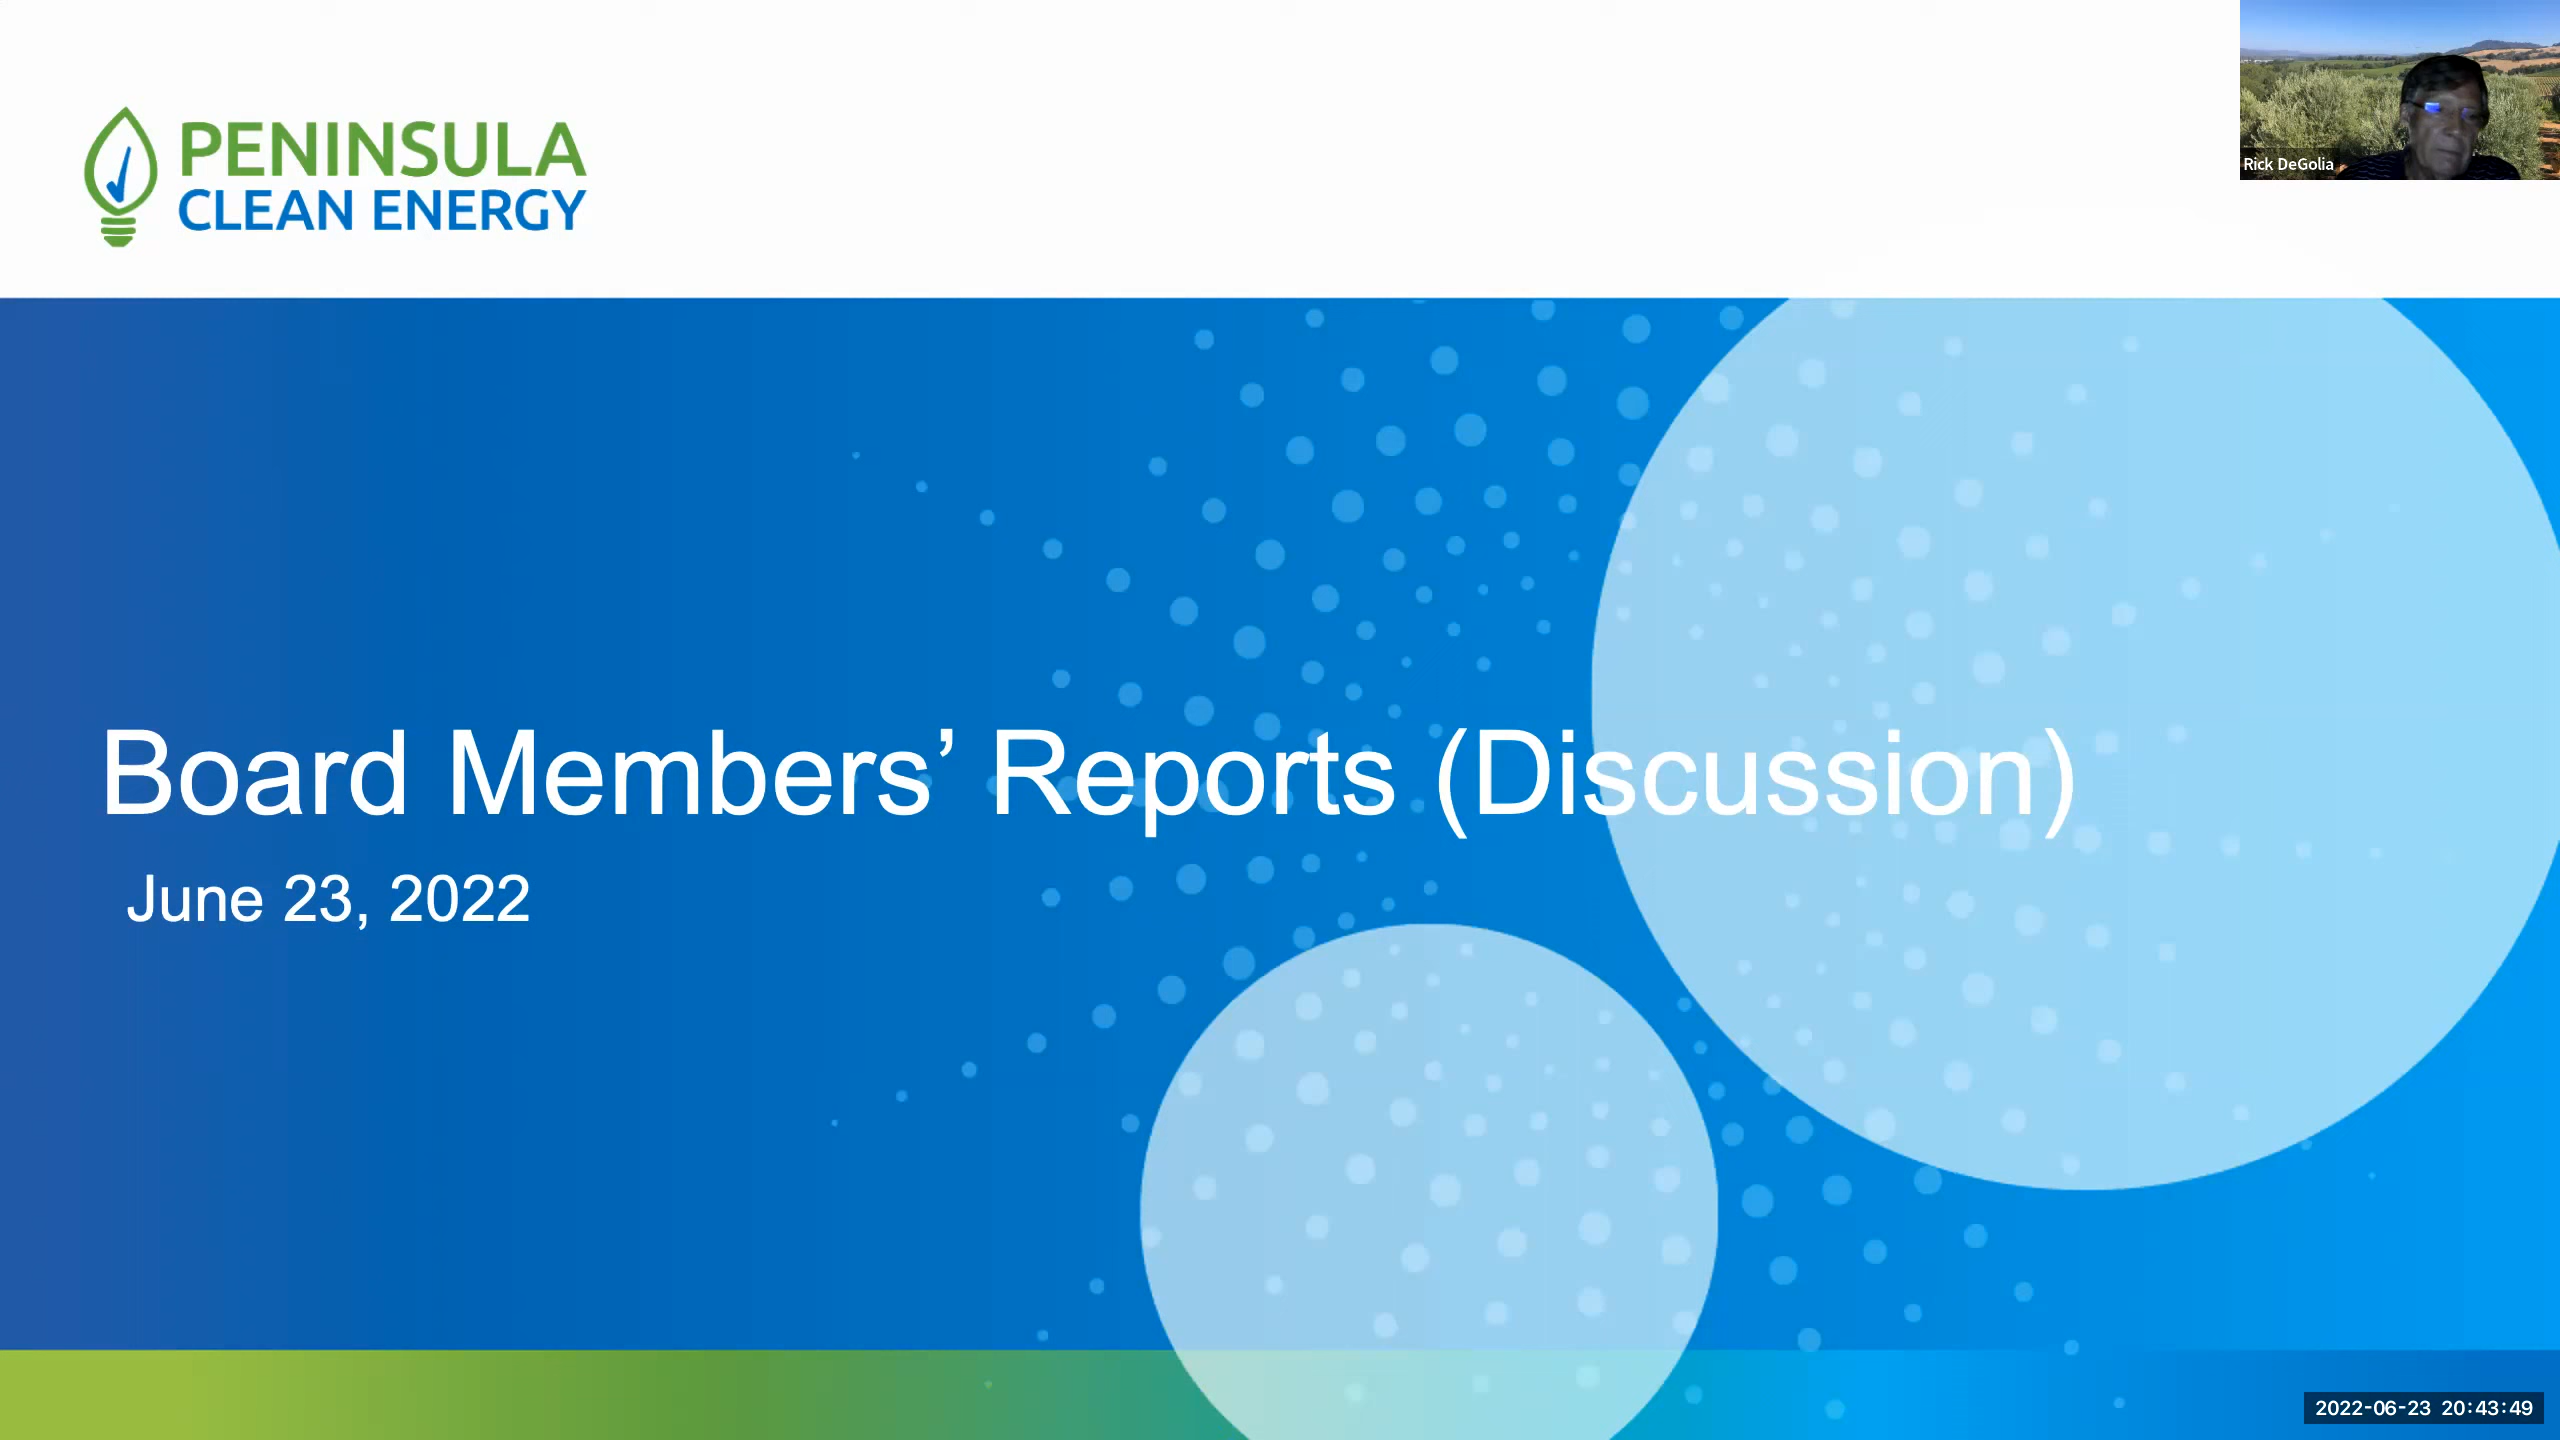 PENINSULA
CLEAN ENERGY
Rick DeGolia
Board Members’ Reports (Discussion)
June 23, 2022
2022-06-23 20:43:49